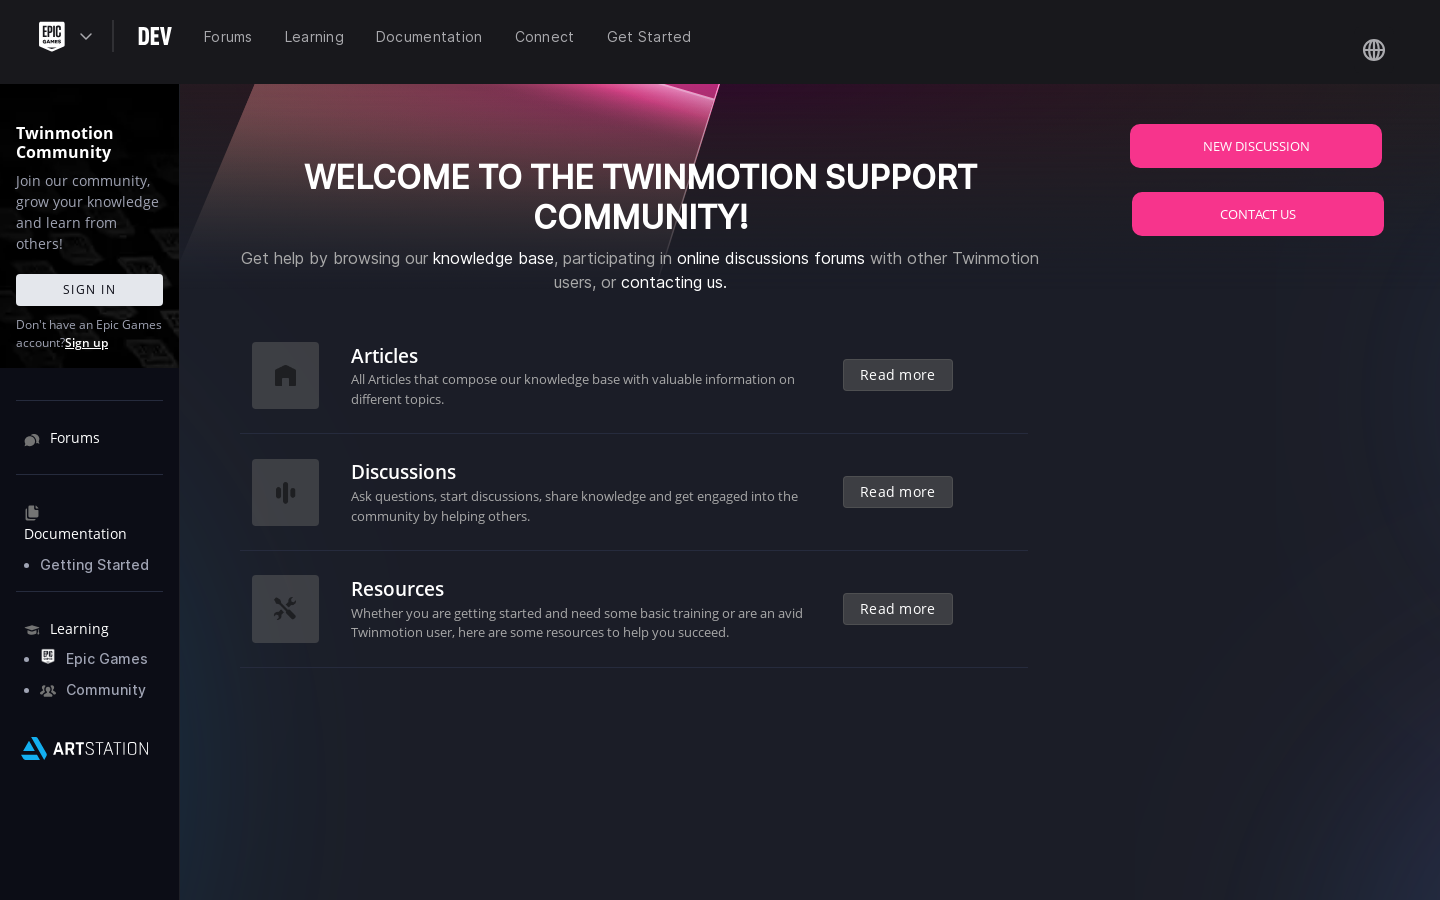 EPIC GAMES
DEV
Forums
Learning
Documentation
Connect
Get Started
Twinmotion
Community
Join our community,
grow your knowledge
and learn from
others!
SIGN IN
Don't have an Epic Games
account?Sign up
Forums
Documentation
Getting Started
Learning
Epic Games
Community
ARTSTATION
WELCOME TO THE TWINMOTION SUPPORT
COMMUNITY!
Get help by browsing our knowledge base, participating in online discussions forums with other Twinmotion
users, or contacting us.
Articles
All Articles that compose our knowledge base with valuable information on
different topics.
Read more
Discussions
Ask questions, start discussions, share knowledge and get engaged into the
community by helping others.
Read more
Resources
Whether you are getting started and need some basic training or are an avid
Twinmotion user, here are some resources to help you succeed.
Read more
NEW DISCUSSION
CONTACT US